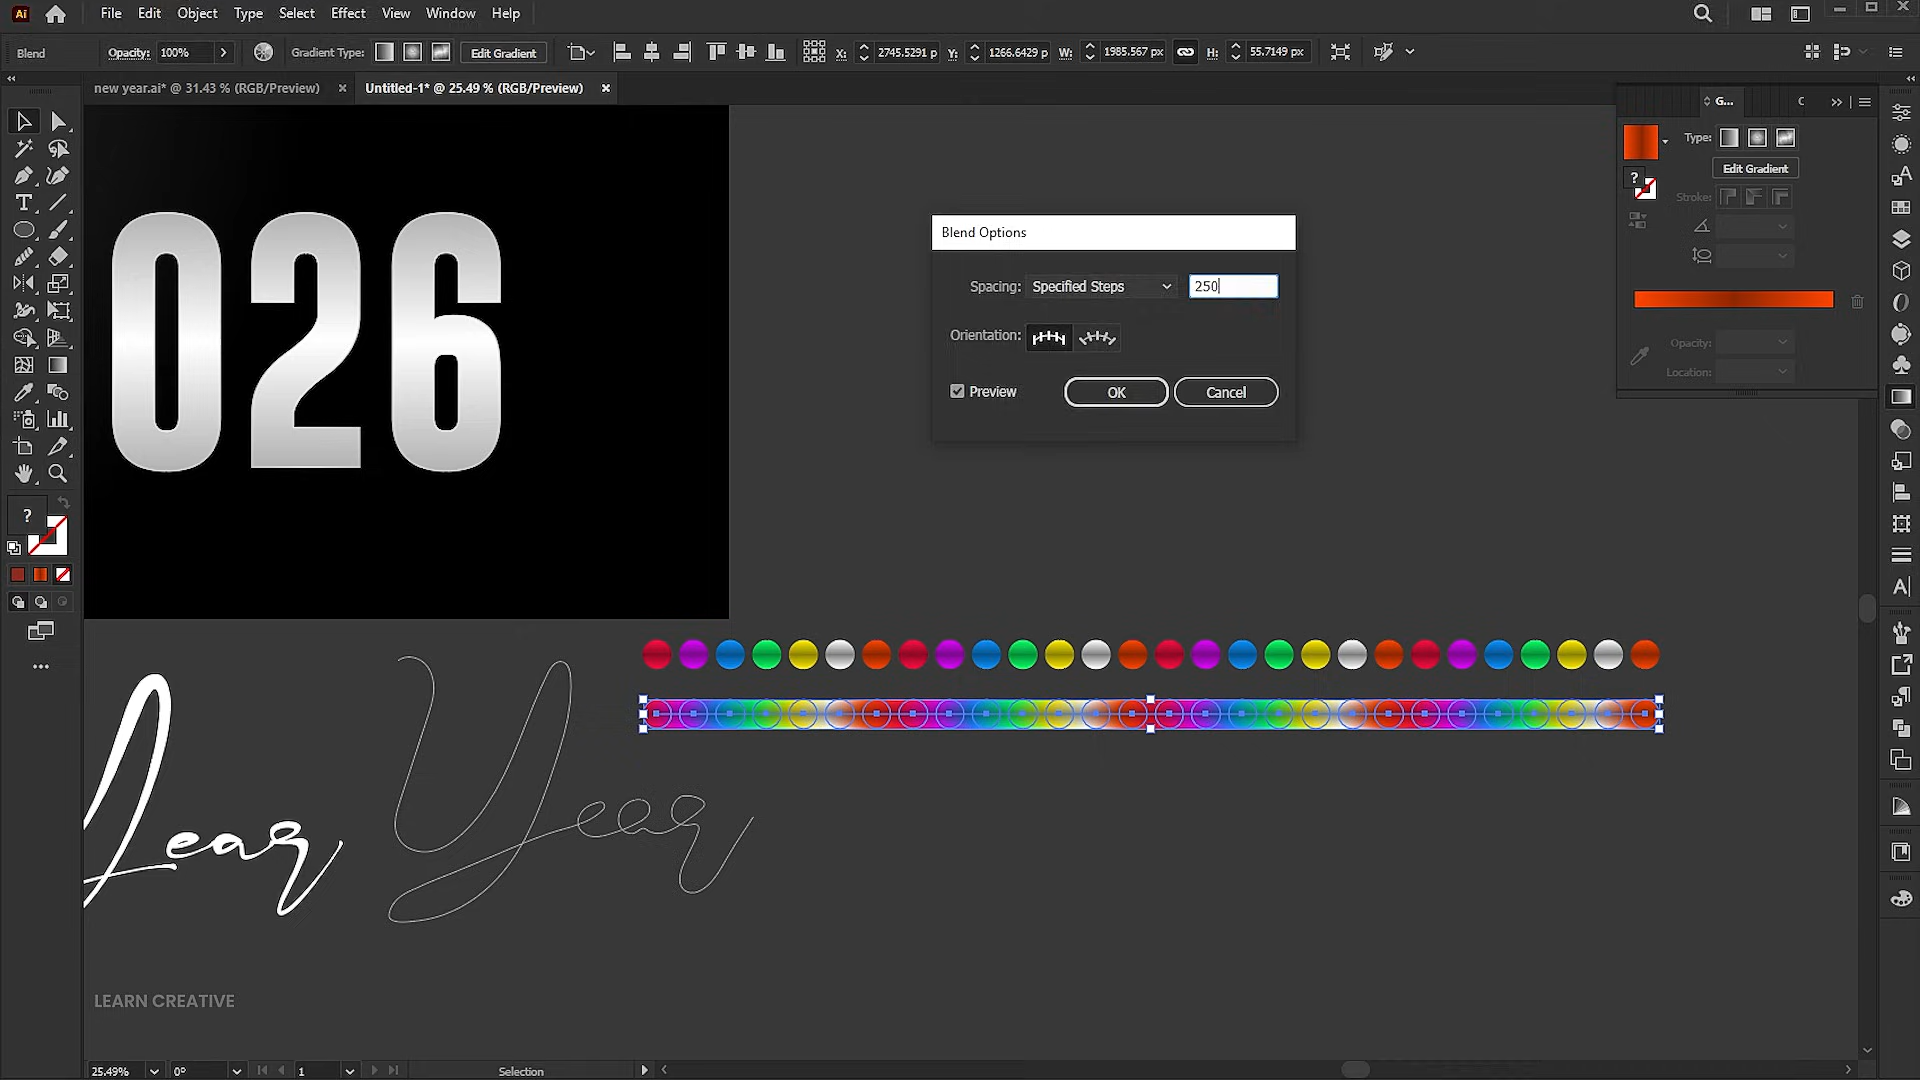 Ai File Edit Object Type Select Effect View Window Help
Blend Opacity: 100% Gradient Type: Edit Gradient X: 2745.5291 p Y: 1266.6429 p W: 1985.567 px H: 55.7149 px
new year.ai* @ 31.43 % (RGB/Preview) Untitled-1* @ 25.49 % (RGB/Preview)
G...
Type:
Edit Gradient
Stroke:
Opacity:
Location:
026
Blend Options
Spacing: Specified Steps 250
Orientation:
Preview OK Cancel
Year Year
LEARN CREATIVE
25.49% 0° 1 Selection